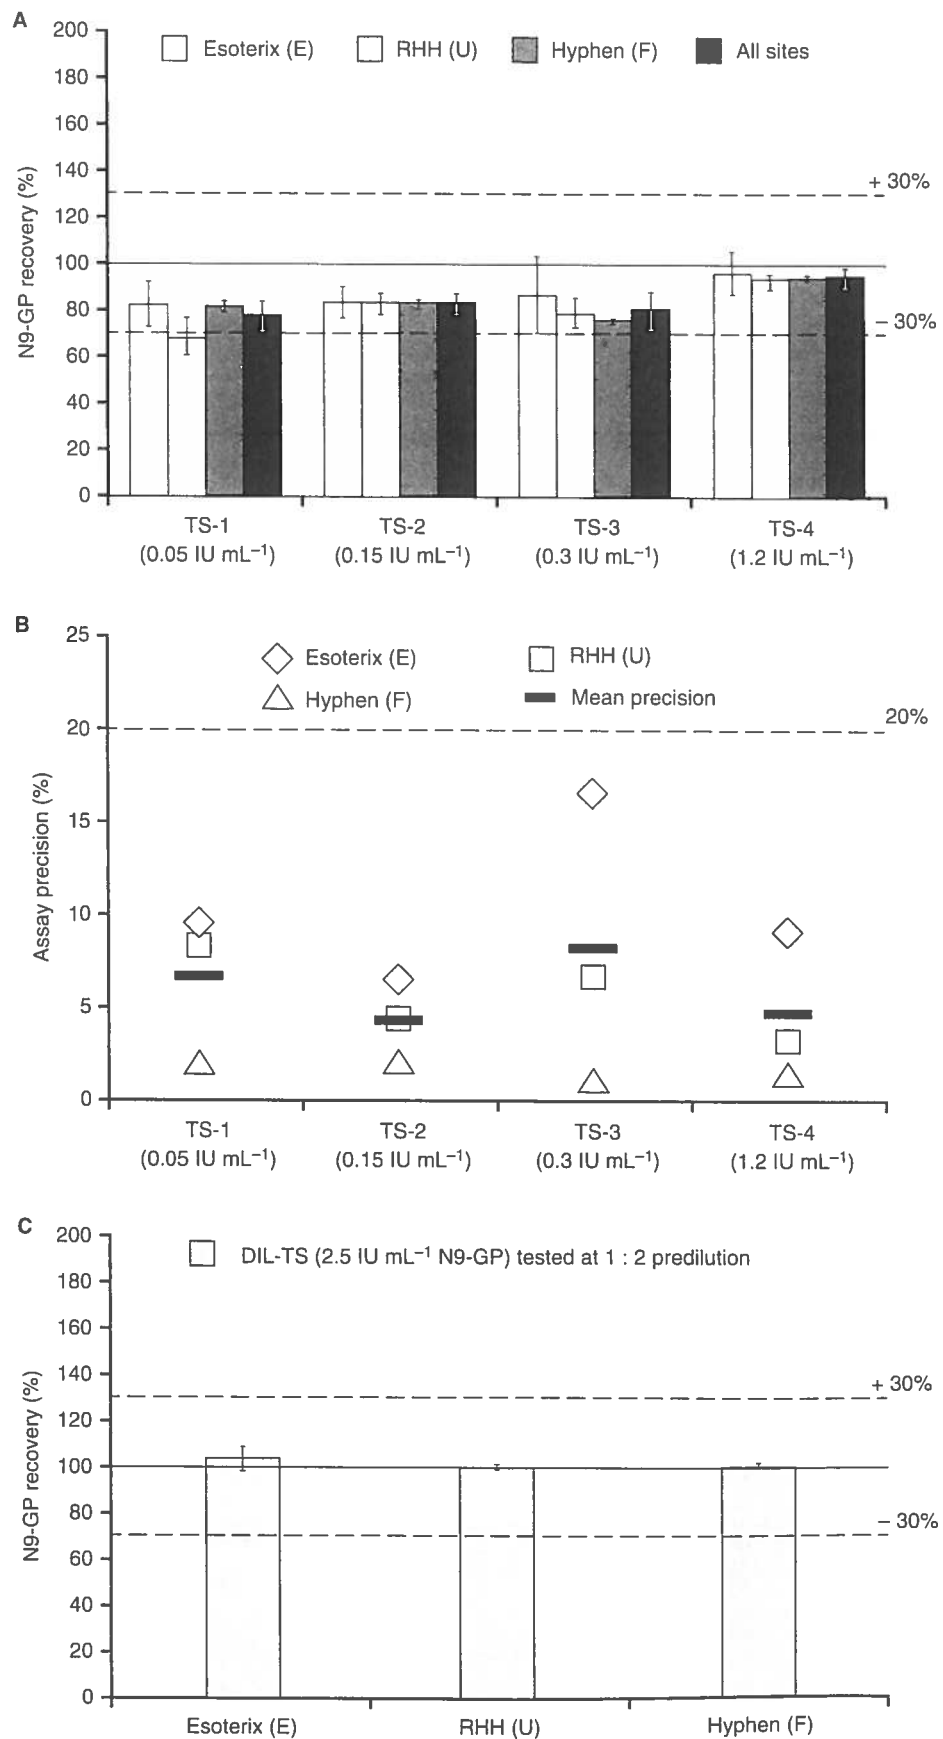 A
200
180
160
140
120
100
80
60
40
20
0
N9-GP recovery (%)
Esoterix (E) RHH (U) Hyphen (F) All sites
+ 30%
– 30%
TS-1 TS-2 TS-3 TS-4
(0.05 IU mL⁻¹) (0.15 IU mL⁻¹) (0.3 IU mL⁻¹) (1.2 IU mL⁻¹)
B
25
20
15
10
5
0
Assay precision (%)
Esoterix (E) RHH (U)
Hyphen (F) Mean precision
20%
TS-1 TS-2 TS-3 TS-4
(0.05 IU mL⁻¹) (0.15 IU mL⁻¹) (0.3 IU mL⁻¹) (1.2 IU mL⁻¹)
C
200
180
160
140
120
100
80
60
40
20
0
N9-GP recovery (%)
DIL-TS (2.5 IU mL⁻¹ N9-GP) tested at 1 : 2 predilution
+ 30%
– 30%
Esoterix (E) RHH (U) Hyphen (F)